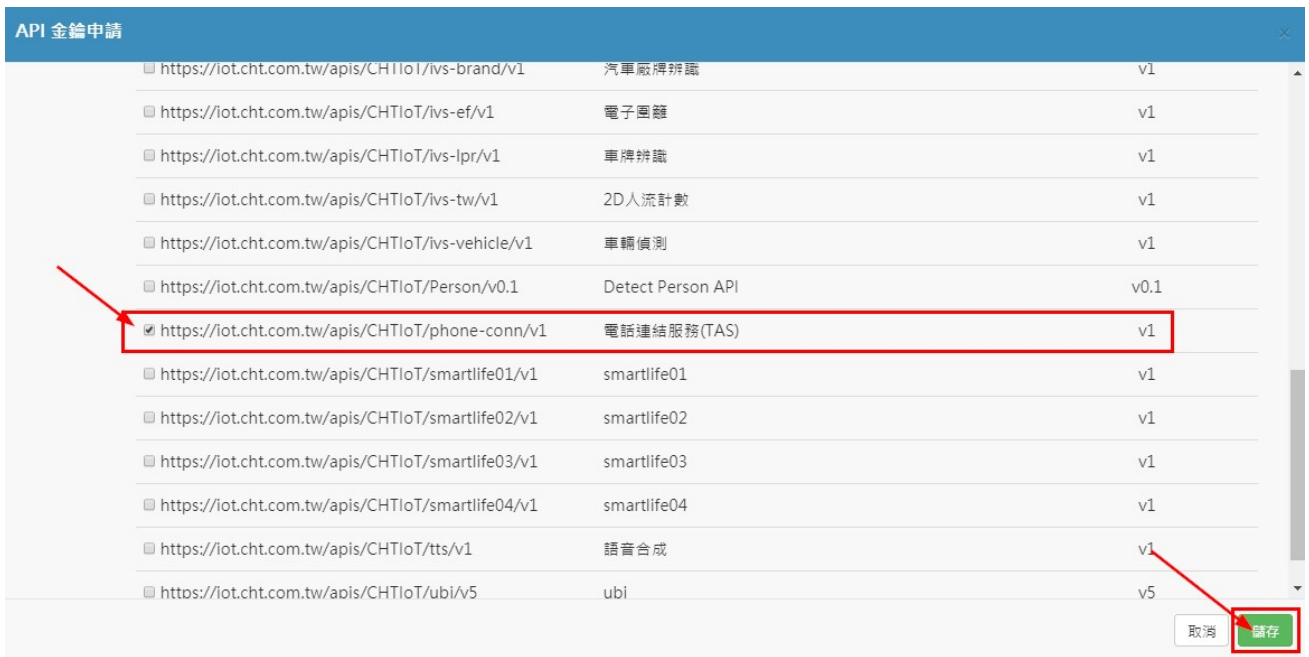 API 金鑰申請
×
https://iot.cht.com.tw/apis/CHTIoT/ivs-brand/v1 汽車廠牌辨識 v1
https://iot.cht.com.tw/apis/CHTIoT/ivs-ef/v1 電子圍籬 v1
https://iot.cht.com.tw/apis/CHTIoT/ivs-lpr/v1 車牌辨識 v1
https://iot.cht.com.tw/apis/CHTIoT/ivs-tw/v1 2D人流計數 v1
https://iot.cht.com.tw/apis/CHTIoT/ivs-vehicle/v1 車輛偵測 v1
https://iot.cht.com.tw/apis/CHTIoT/Person/v0.1 Detect Person API v0.1
https://iot.cht.com.tw/apis/CHTIoT/phone-conn/v1 電話連結服務(TAS) v1
https://iot.cht.com.tw/apis/CHTIoT/smartlife01/v1 smartlife01 v1
https://iot.cht.com.tw/apis/CHTIoT/smartlife02/v1 smartlife02 v1
https://iot.cht.com.tw/apis/CHTIoT/smartlife03/v1 smartlife03 v1
https://iot.cht.com.tw/apis/CHTIoT/smartlife04/v1 smartlife04 v1
https://iot.cht.com.tw/apis/CHTIoT/tts/v1 語音合成 v1
https://iot.cht.com.tw/apis/CHTIoT/ubi/v5 ubi v5
取消 儲存